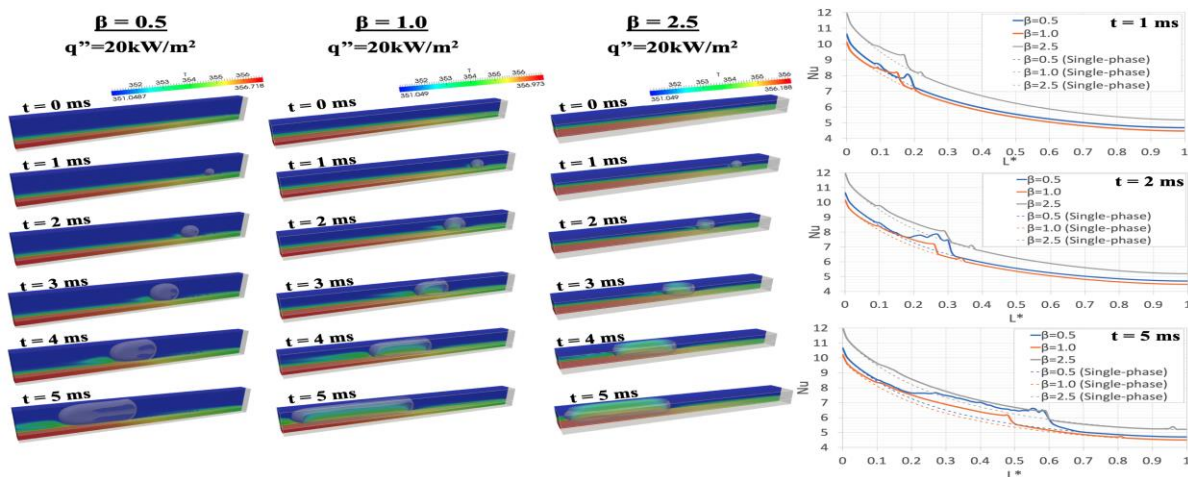 β = 0.5
q”=20kW/m²
352 354 T 356
351.0487 356.718
t = 0 ms
t = 1 ms
t = 2 ms
t = 3 ms
t = 4 ms
t = 5 ms
β = 1.0
q”=20kW/m²
352 354 T 356
351.049 356.973
t = 0 ms
t = 1 ms
t = 2 ms
t = 3 ms
t = 4 ms
t = 5 ms
β = 2.5
q”=20kW/m²
352 353 354 T 355 356
351.049 356.188
t = 0 ms
t = 1 ms
t = 2 ms
t = 3 ms
t = 4 ms
t = 5 ms
t = 1 ms
β=0.5
β=1.0
β=2.5
β=0.5 (Single-phase)
β=1.0 (Single-phase)
β=2.5 (Single-phase)
Nu
12
11
10
9
8
7
6
5
4
0 0.1 0.2 0.3 0.4 0.5 0.6 0.7 0.8 0.9 1
L*
t = 2 ms
β=0.5
β=1.0
β=2.5
β=0.5 (Single-phase)
β=1.0 (Single-phase)
β=2.5 (Single-phase)
Nu
12
11
10
9
8
7
6
5
4
0 0.1 0.2 0.3 0.4 0.5 0.6 0.7 0.8 0.9 1
L*
t = 5 ms
β=0.5
β=1.0
β=2.5
β=0.5 (Single-phase)
β=1.0 (Single-phase)
β=2.5 (Single-phase)
Nu
12
11
10
9
8
7
6
5
4
0 0.1 0.2 0.3 0.4 0.5 0.6 0.7 0.8 0.9 1
L*